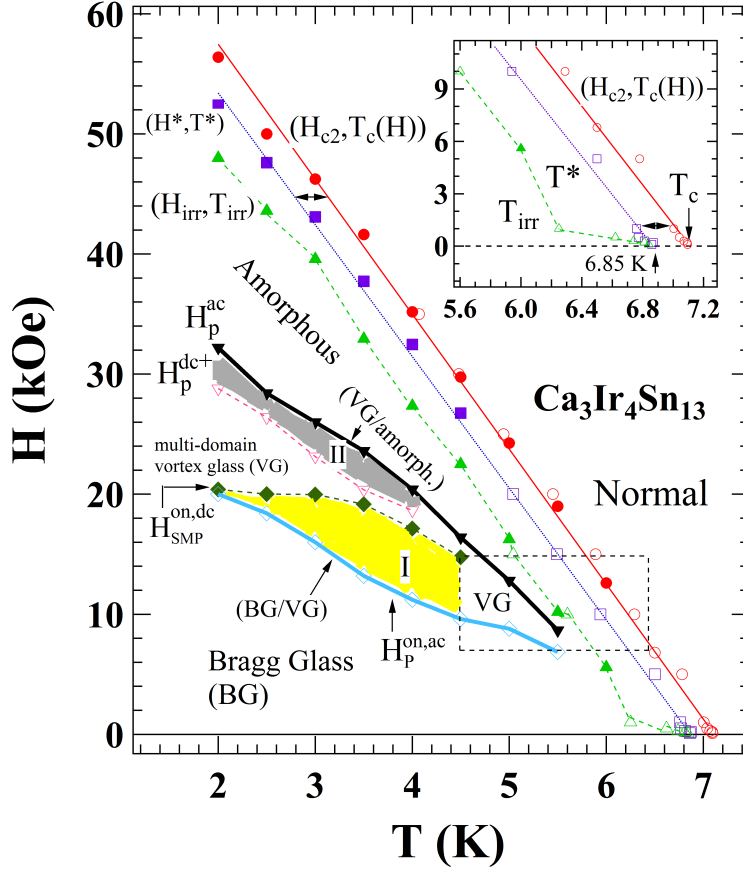 60
50
40
30
20
10
0
H (kOe)
2
3
4
5
6
7
T (K)
(H*,T*)
(Hc2,Tc(H))
(Hirr,Tirr)
Amorphous
Hpac
Hpdc+
(VG/amorph.)
II
multi-domain
vortex glass (VG)
HSMPon,dc
I
(BG/VG)
VG
HPon,ac
Bragg Glass
(BG)
Ca3Ir4Sn13
Normal
9
6
3
0
(Hc2,Tc(H))
T*
Tc
Tirr
6.85 K
5.6
6.0
6.4
6.8
7.2